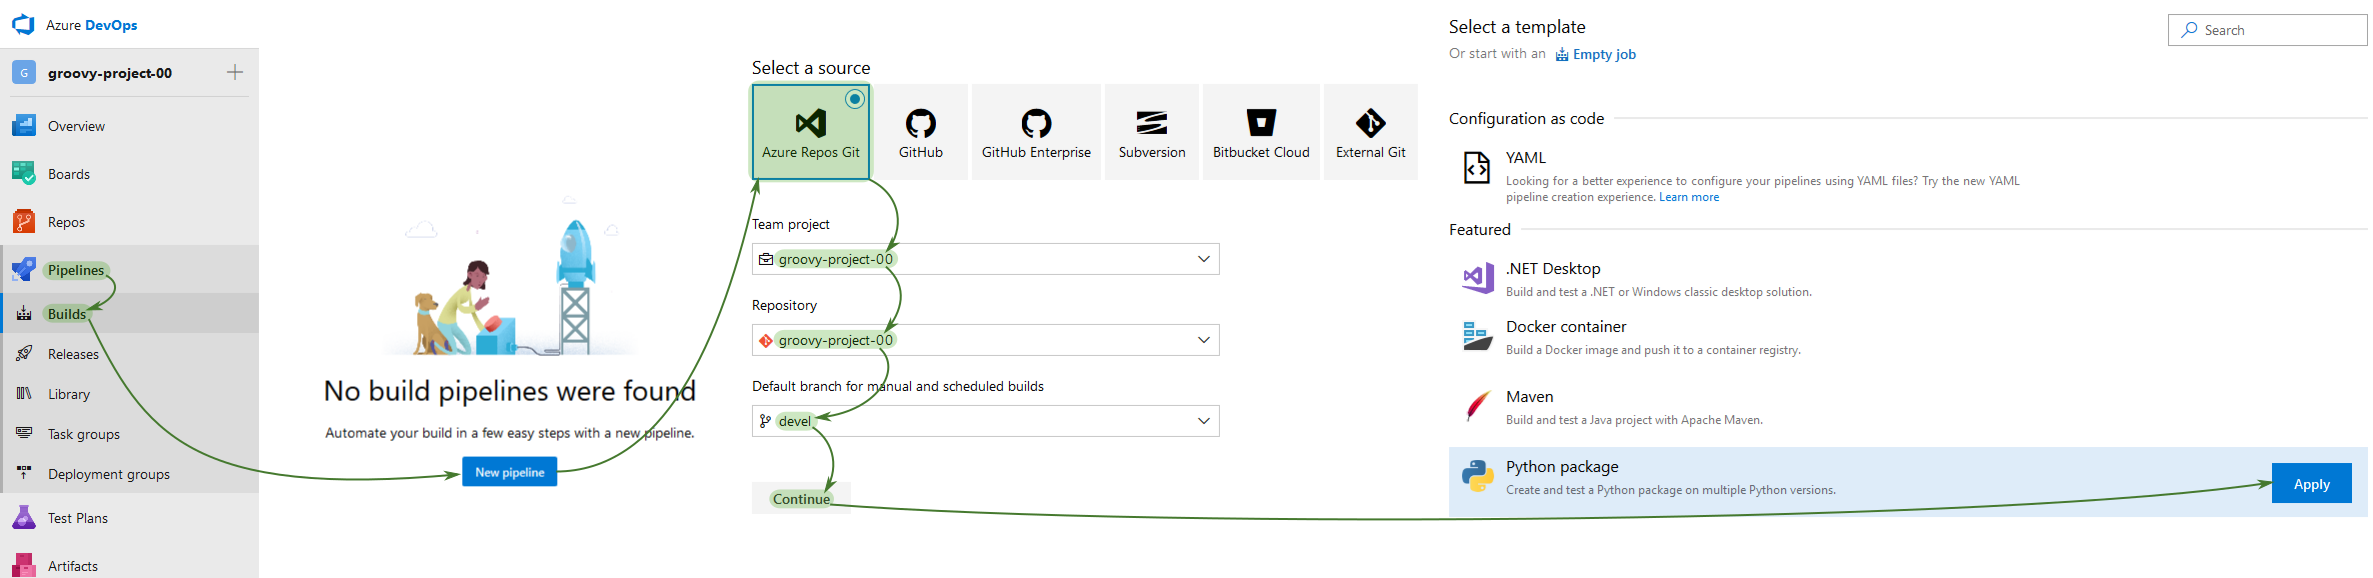 Azure DevOps
G groovy-project-00
Overview
Boards
Repos
Pipelines
Builds
Releases
Library
Task groups
Deployment groups
Test Plans
Artifacts
No build pipelines were found
Automate your build in a few easy steps with a new pipeline.
New pipeline
Select a source
Azure Repos Git
GitHub
GitHub Enterprise
Subversion
Bitbucket Cloud
External Git
Team project
groovy-project-00
Repository
groovy-project-00
Default branch for manual and scheduled builds
devel
Continue
Select a template
Or start with an Empty job
Search
Configuration as code
YAML
Looking for a better experience to configure your pipelines using YAML files? Try the new YAML
pipeline creation experience. Learn more
Featured
.NET Desktop
Build and test a .NET or Windows classic desktop solution.
Docker container
Build a Docker image and push it to a container registry.
Maven
Build and test a Java project with Apache Maven.
Python package
Create and test a Python package on multiple Python versions.
Apply